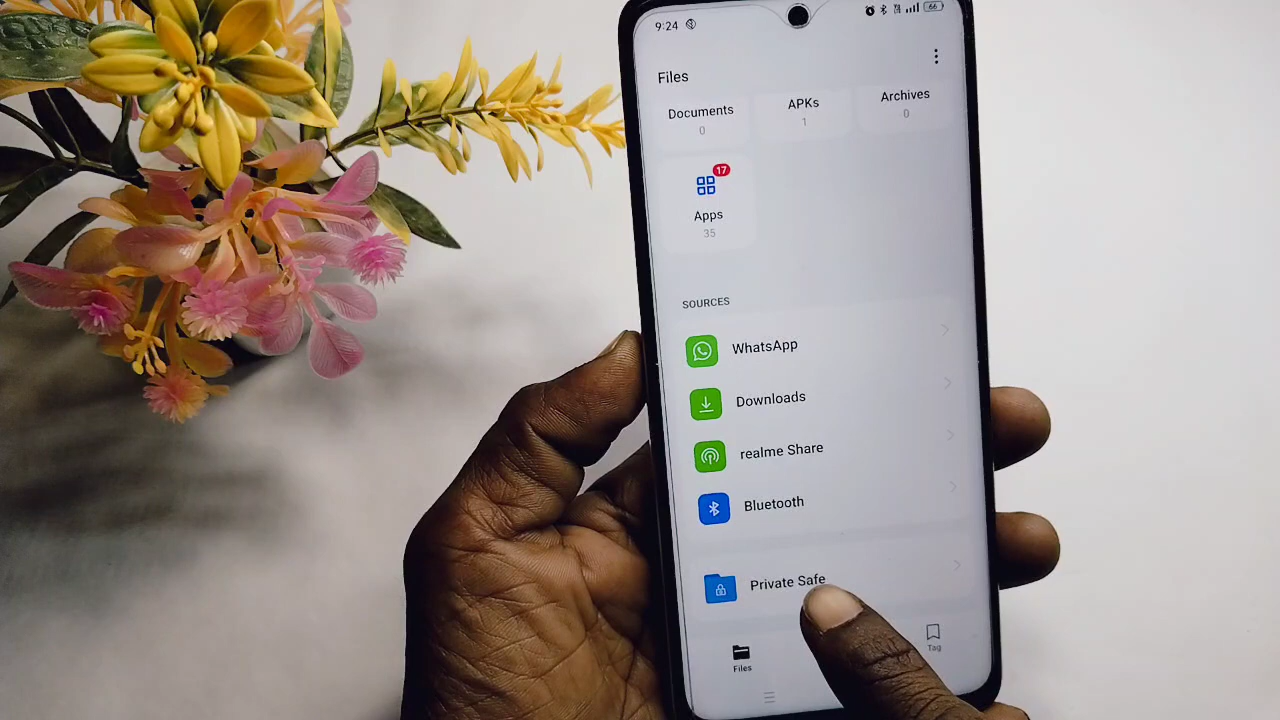 9:24
66
Files
Documents
0
APKs
1
Archives
0
17
Apps
35
SOURCES
WhatsApp
Downloads
realme Share
Bluetooth
Private Safe
Files
Tag